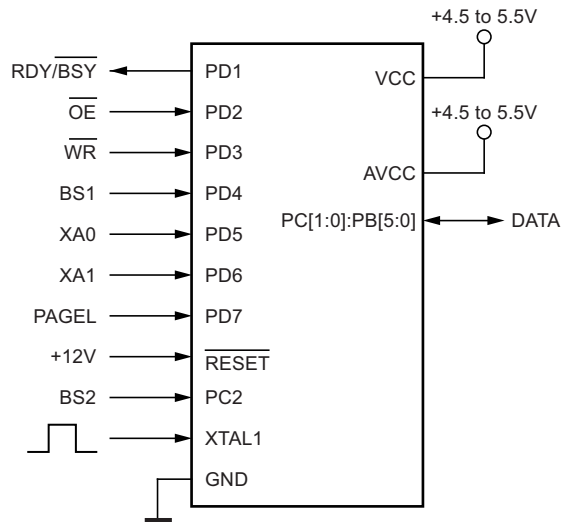 +4.5 to 5.5V
RDY/BSY PD1
VCC
OE PD2
+4.5 to 5.5V
WR PD3
AVCC
BS1 PD4
PC[1:0]:PB[5:0] DATA
XA0 PD5
XA1 PD6
PAGEL PD7
+12V RESET
BS2 PC2
XTAL1
GND